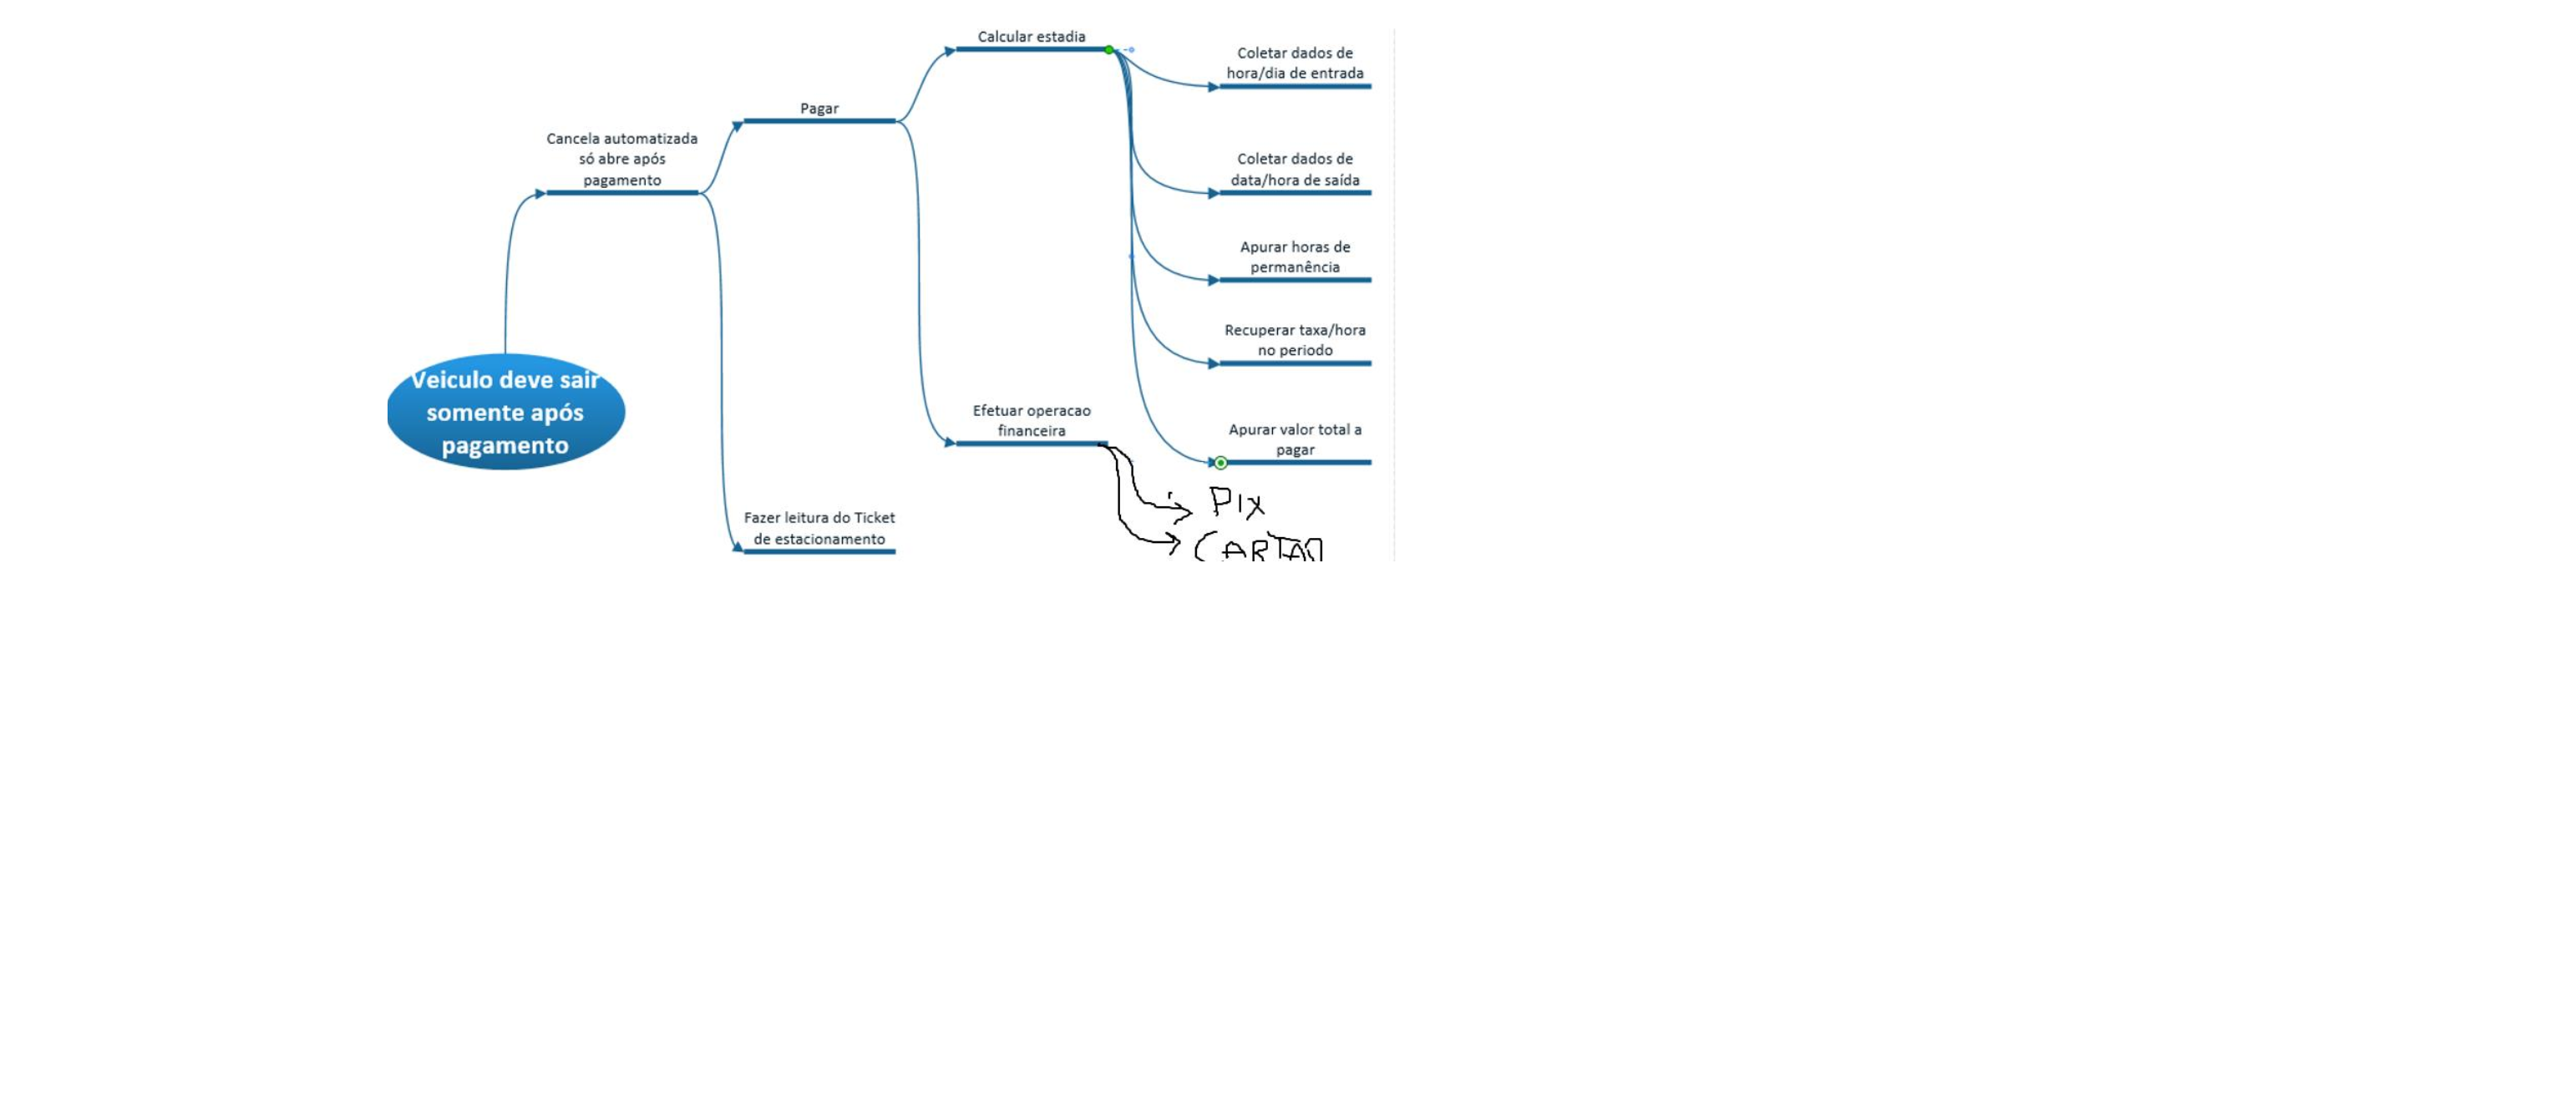 Calcular estadia
Coletar dados de
hora/dia de entrada
Pagar
Cancela automatizada
só abre após
pagamento
Coletar dados de
data/hora de saída
Apurar horas de
permanência
Recuperar taxa/hora
no periodo
Veiculo deve sair
somente após
pagamento
Efetuar operacao
financeira
Apurar valor total a
pagar
PIX
CARTAO
Fazer leitura do Ticket
de estacionamento